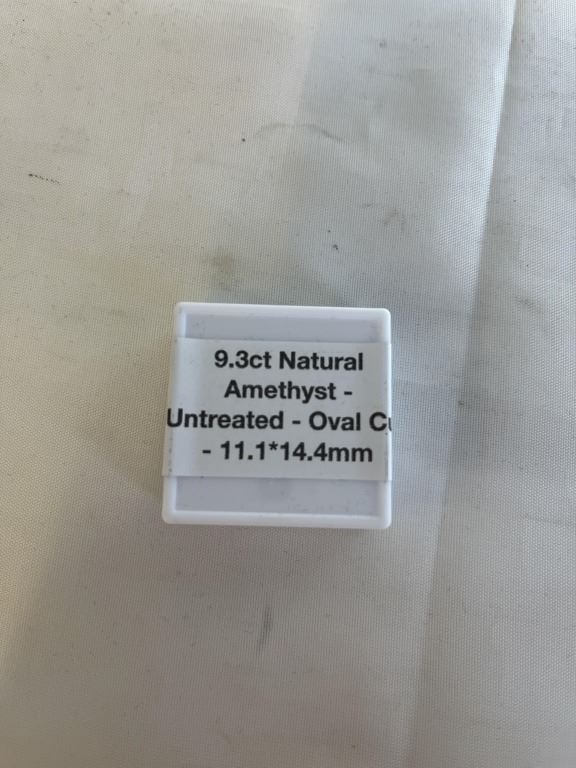 9.3ct Natural
Amethyst -
Untreated - Oval
- 11.1*14.4mm